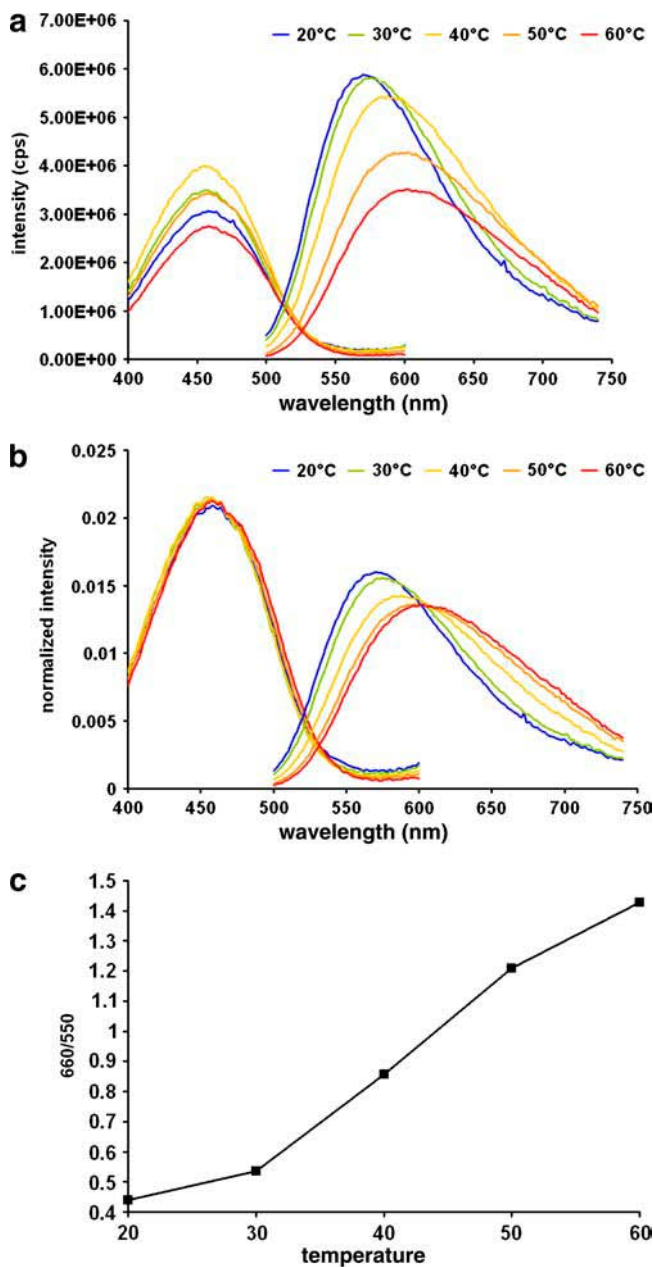 a
20°C 30°C 40°C 50°C 60°C
7.00E+06
6.00E+06
5.00E+06
4.00E+06
3.00E+06
2.00E+06
1.00E+06
0.00E+00
intensity (cps)
400 450 500 550 600 650 700 750
wavelength (nm)
b
20°C 30°C 40°C 50°C 60°C
0.025
0.02
0.015
0.01
0.005
0
normalized intensity
400 450 500 550 600 650 700 750
wavelength (nm)
c
1.5
1.4
1.3
1.2
1.1
1
0.9
0.8
0.7
0.6
0.5
0.4
660/550
20 30 40 50 60
temperature